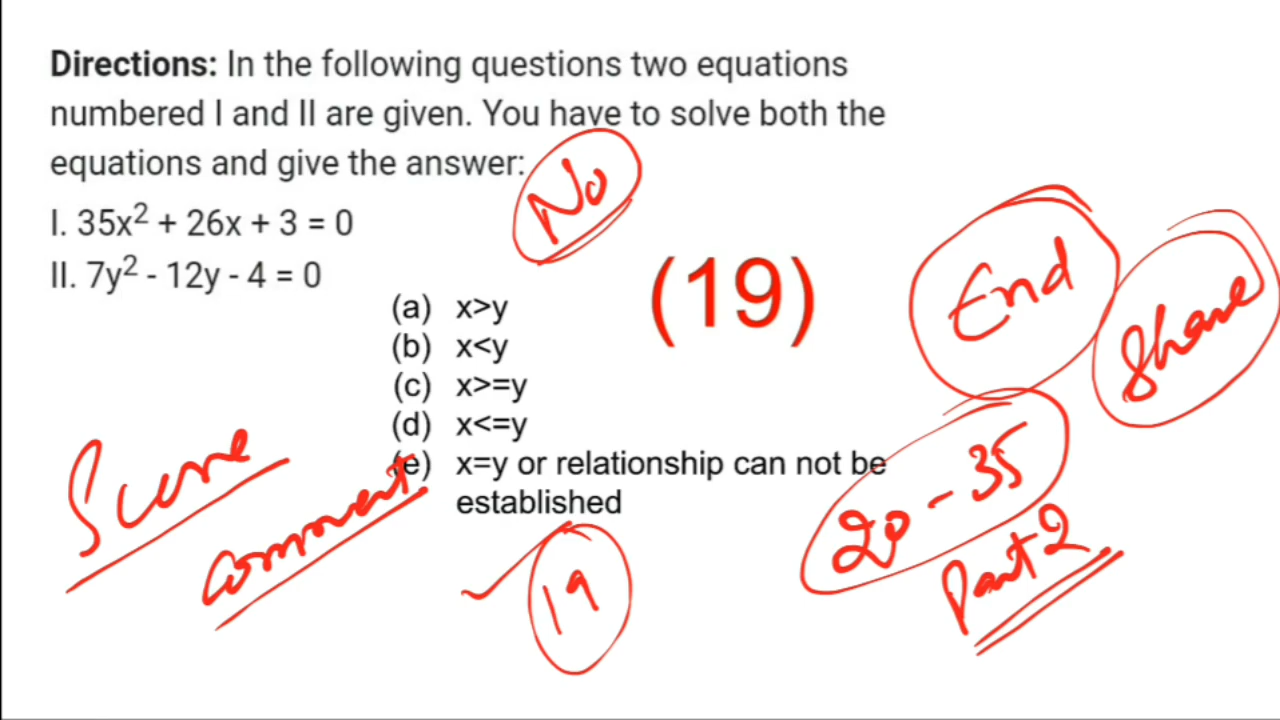 Directions: In the following questions two equations
numbered I and II are given. You have to solve both the
equations and give the answer:
No
I. 35x² + 26x + 3 = 0
II. 7y² - 12y - 4 = 0
(19)
End
Share
(a) x>y
(b) x<y
(c) x>=y
(d) x<=y
(e) x=y or relationship can not be
established
comment
20-35
Part 2
19